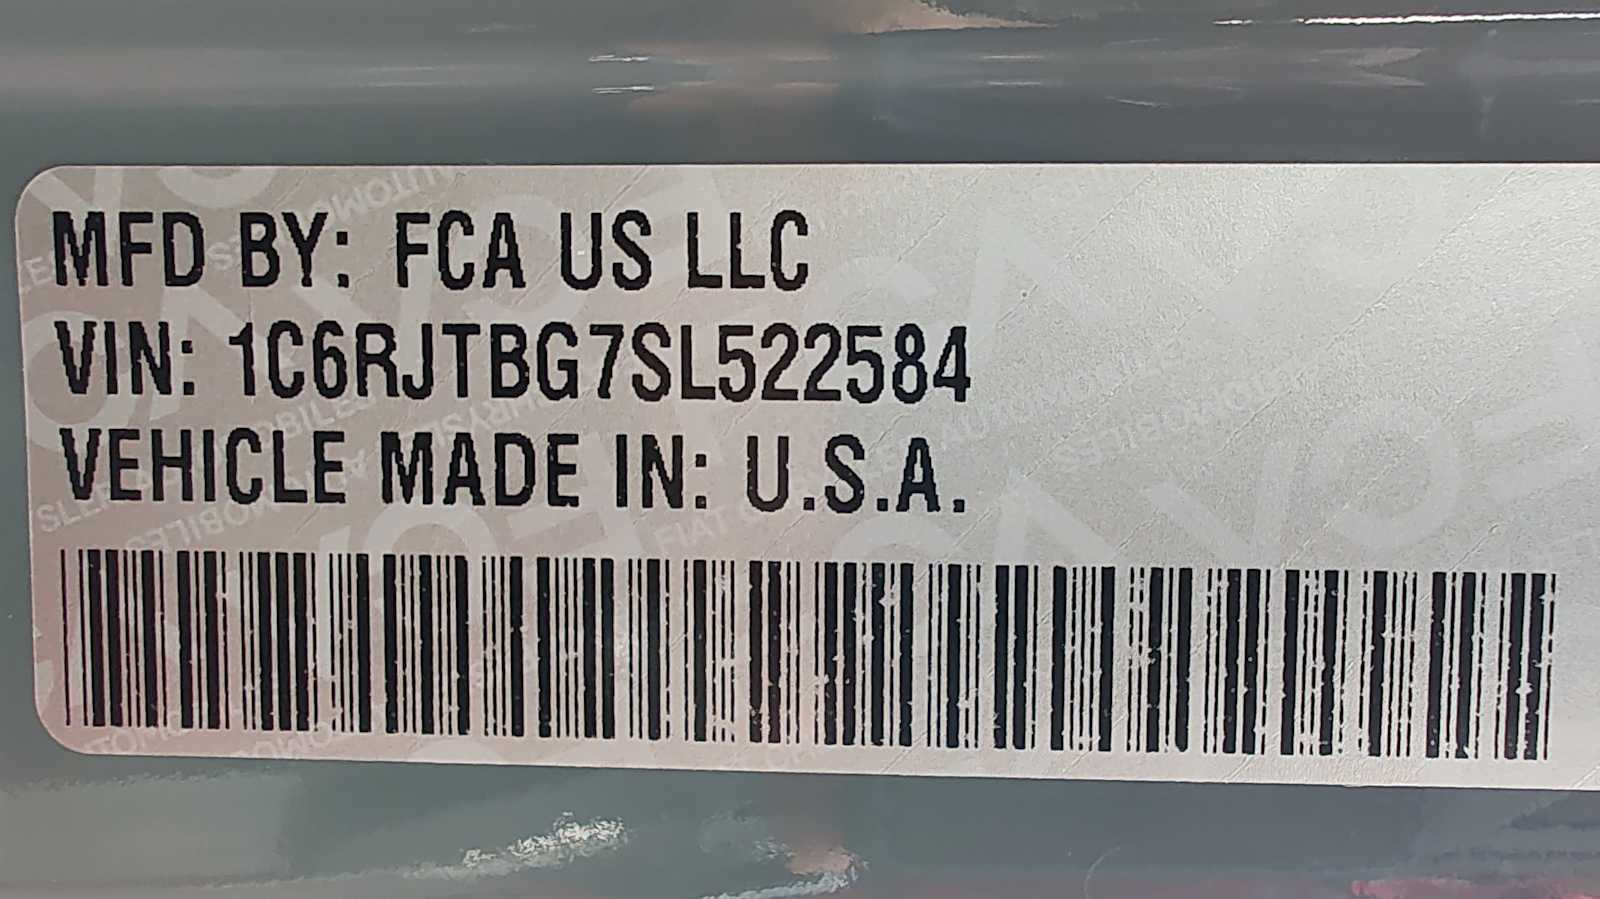 MFD BY: FCA US LLC
VIN: 1C6RJTBG7SL522584
VEHICLE MADE IN: U.S.A.